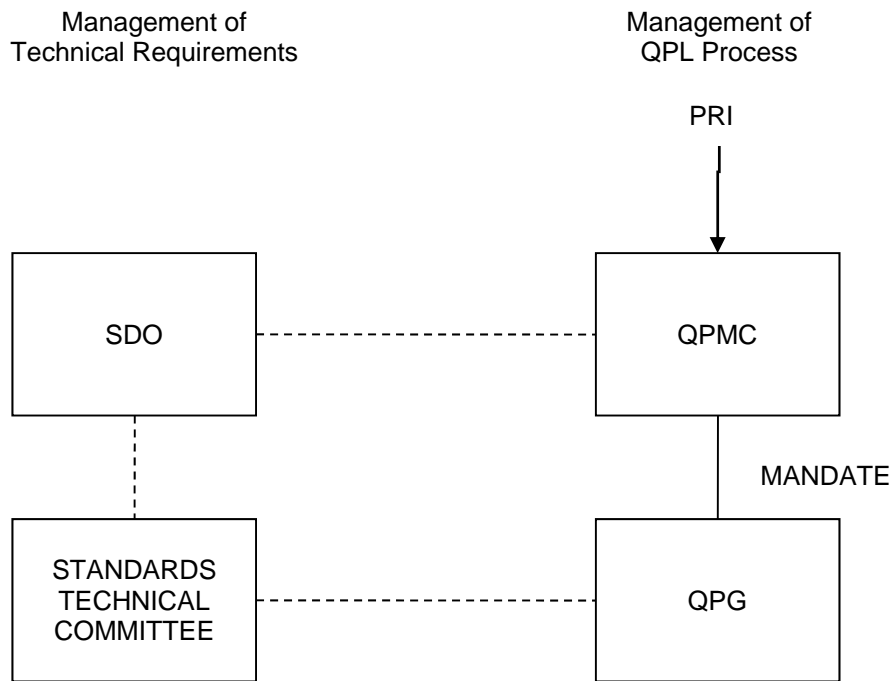 Management of
Technical Requirements
Management of
QPL Process
PRI
SDO
QPMC
MANDATE
STANDARDS
TECHNICAL
COMMITTEE
QPG